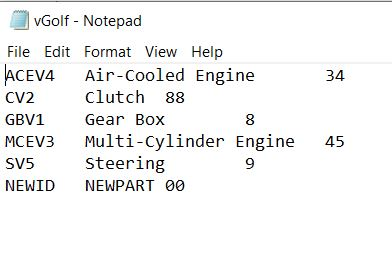 vGolf - Notepad
File Edit Format View Help
ACEV4 Air-Cooled Engine 34
CV2 Clutch 88
GBV1 Gear Box 8
MCEV3 Multi-Cylinder Engine 45
SV5 Steering 9
NEWID NEWPART 00